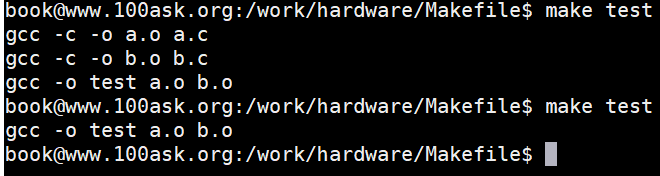 book@www.100ask.org:/work/hardware/Makefile$ make test
gcc -c -o a.o a.c
gcc -c -o b.o b.c
gcc -o test a.o b.o
book@www.100ask.org:/work/hardware/Makefile$ make test
gcc -o test a.o b.o
book@www.100ask.org:/work/hardware/Makefile$